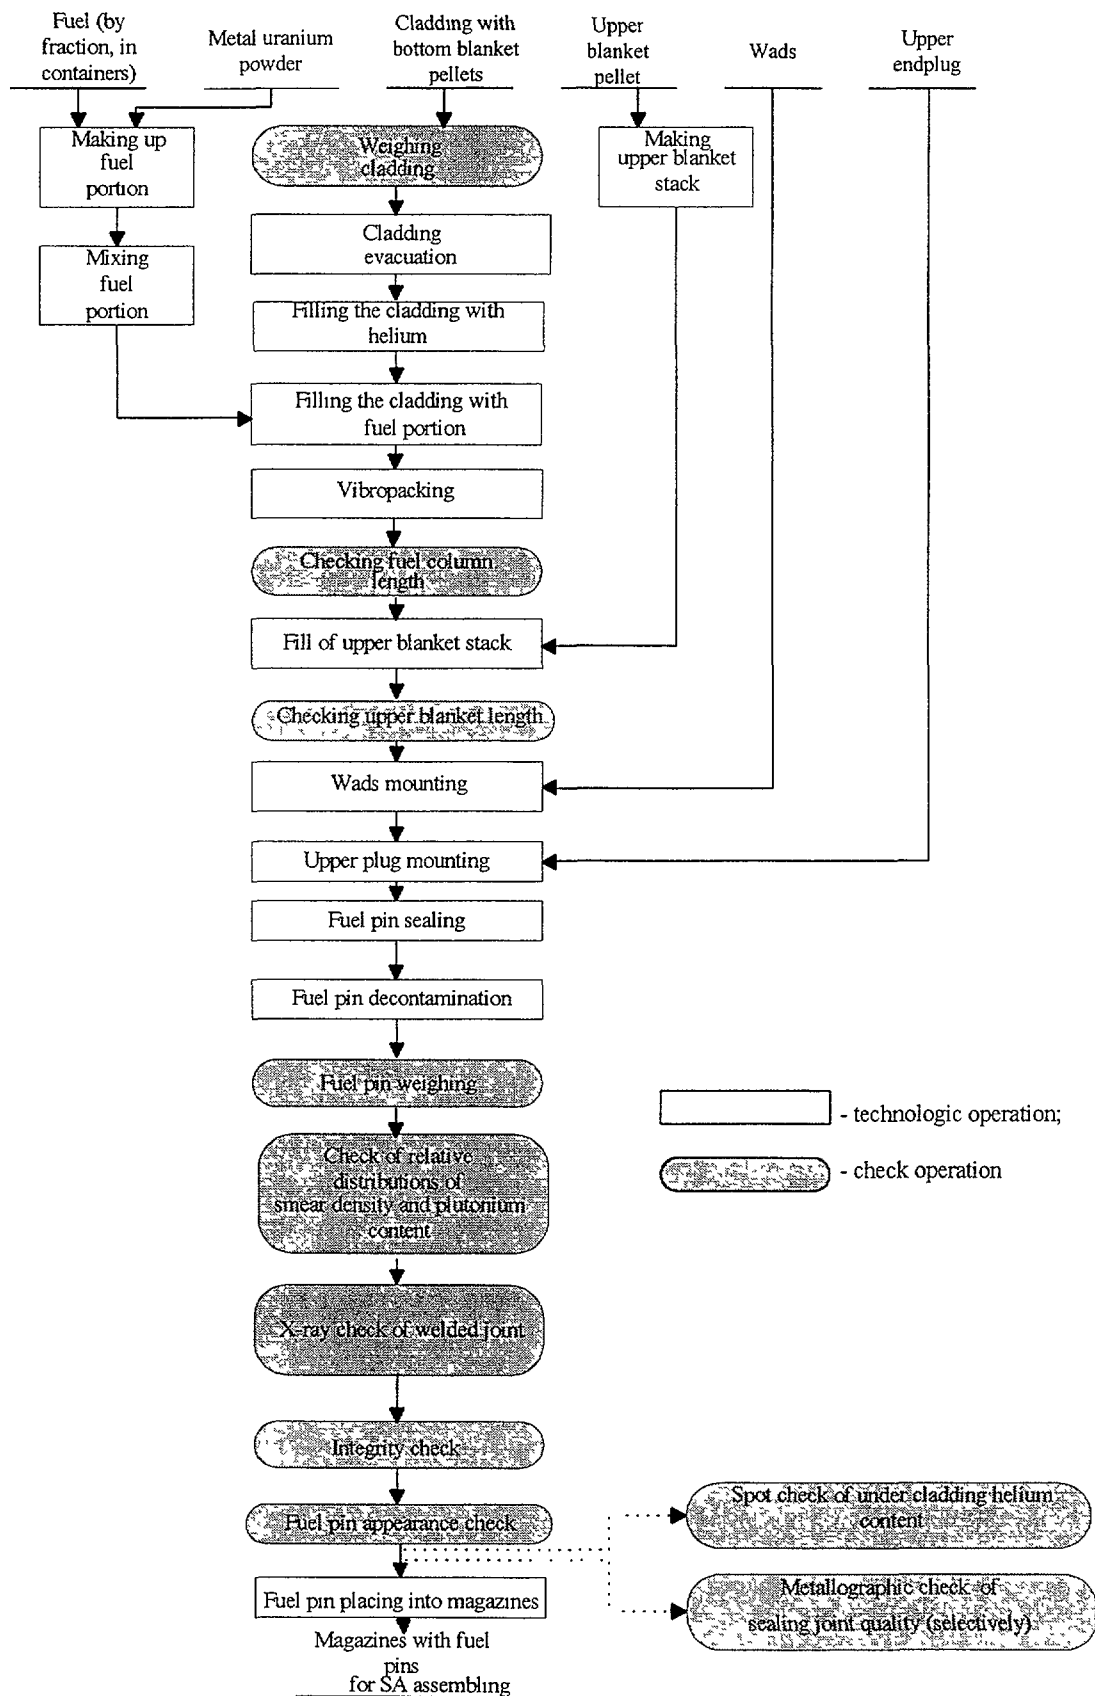 Fuel (by
fraction, in
containers)
Metal uranium
powder
Cladding with
bottom blanket
pellets
Upper
blanket
pellet
Wads
Upper
endplug
Making up
fuel
portion
Weighing
cladding
Making
upper blanket
stack
Cladding
evacuation
Mixing
fuel
portion
Filling the cladding with
helium
Filling the cladding with
fuel portion
Vibropacking
Checking fuel column
length
Fill of upper blanket stack
Checking upper blanket length
Wads mounting
Upper plug mounting
Fuel pin sealing
Fuel pin decontamination
Fuel pin weighing
- technologic operation;
Check of relative
distributions of
smear density and plutonium
content
- check operation
X-ray check of welded joint
Integrity check
Fuel pin appearance check
Spot check of under cladding helium
content
Fuel pin placing into magazines
Metallographic check of
sealing joint quality (selectively)
Magazines with fuel
pins
for SA assembling